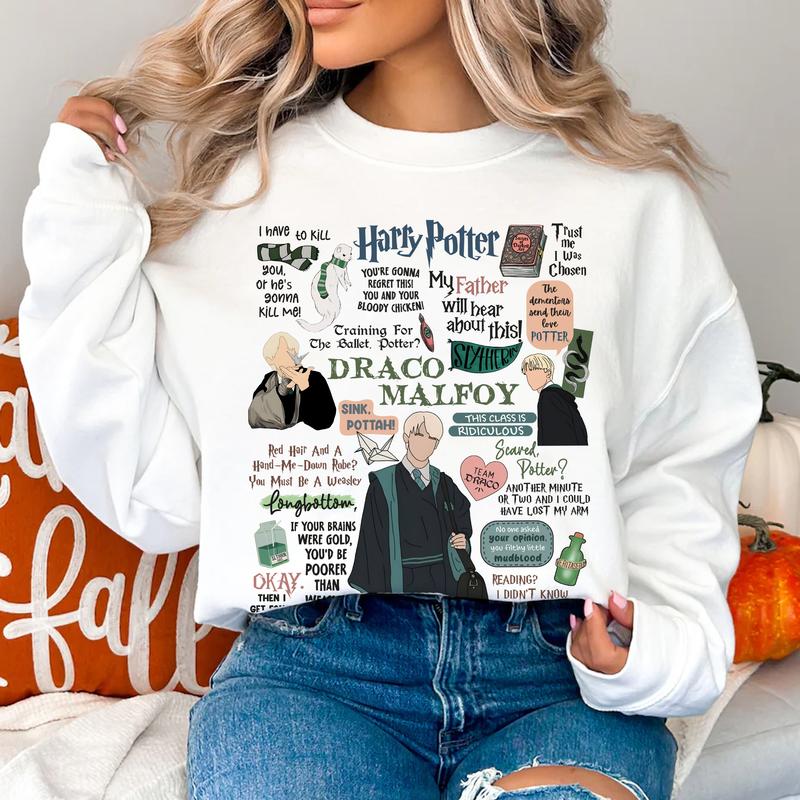 I have to kill
you,
or he's
gonna
kill me!
Harry Potter
Trust
me
I Was
Chosen
YOU'RE GONNA
REGRET THIS!
YOU AND YOUR
BLOODY CHICKEN!
My Father
will hear
about this!
The
dementors
send their
love
POTTER
Training For
The Ballet, Potter?
SLYTHERIN
DRACO
MALFOY
SINK,
POTTAH!
THIS CLASS IS
RIDICULOUS
Red Hair And A
Hand-Me-Down Robe?
You Must Be A Weasley
TEAM
DRACO
Scared,
Potter?
ANOTHER MINUTE
OR TWO AND I COULD
HAVE LOST MY ARM
Longbottom,
IF YOUR BRAINS
WERE GOLD,
YOU'D BE
POORER
THAN
No one asked
your opinion,
you filthy little
mudblood
OKAY.
THEN I
READING?
I DIDN'T KNOW
fall